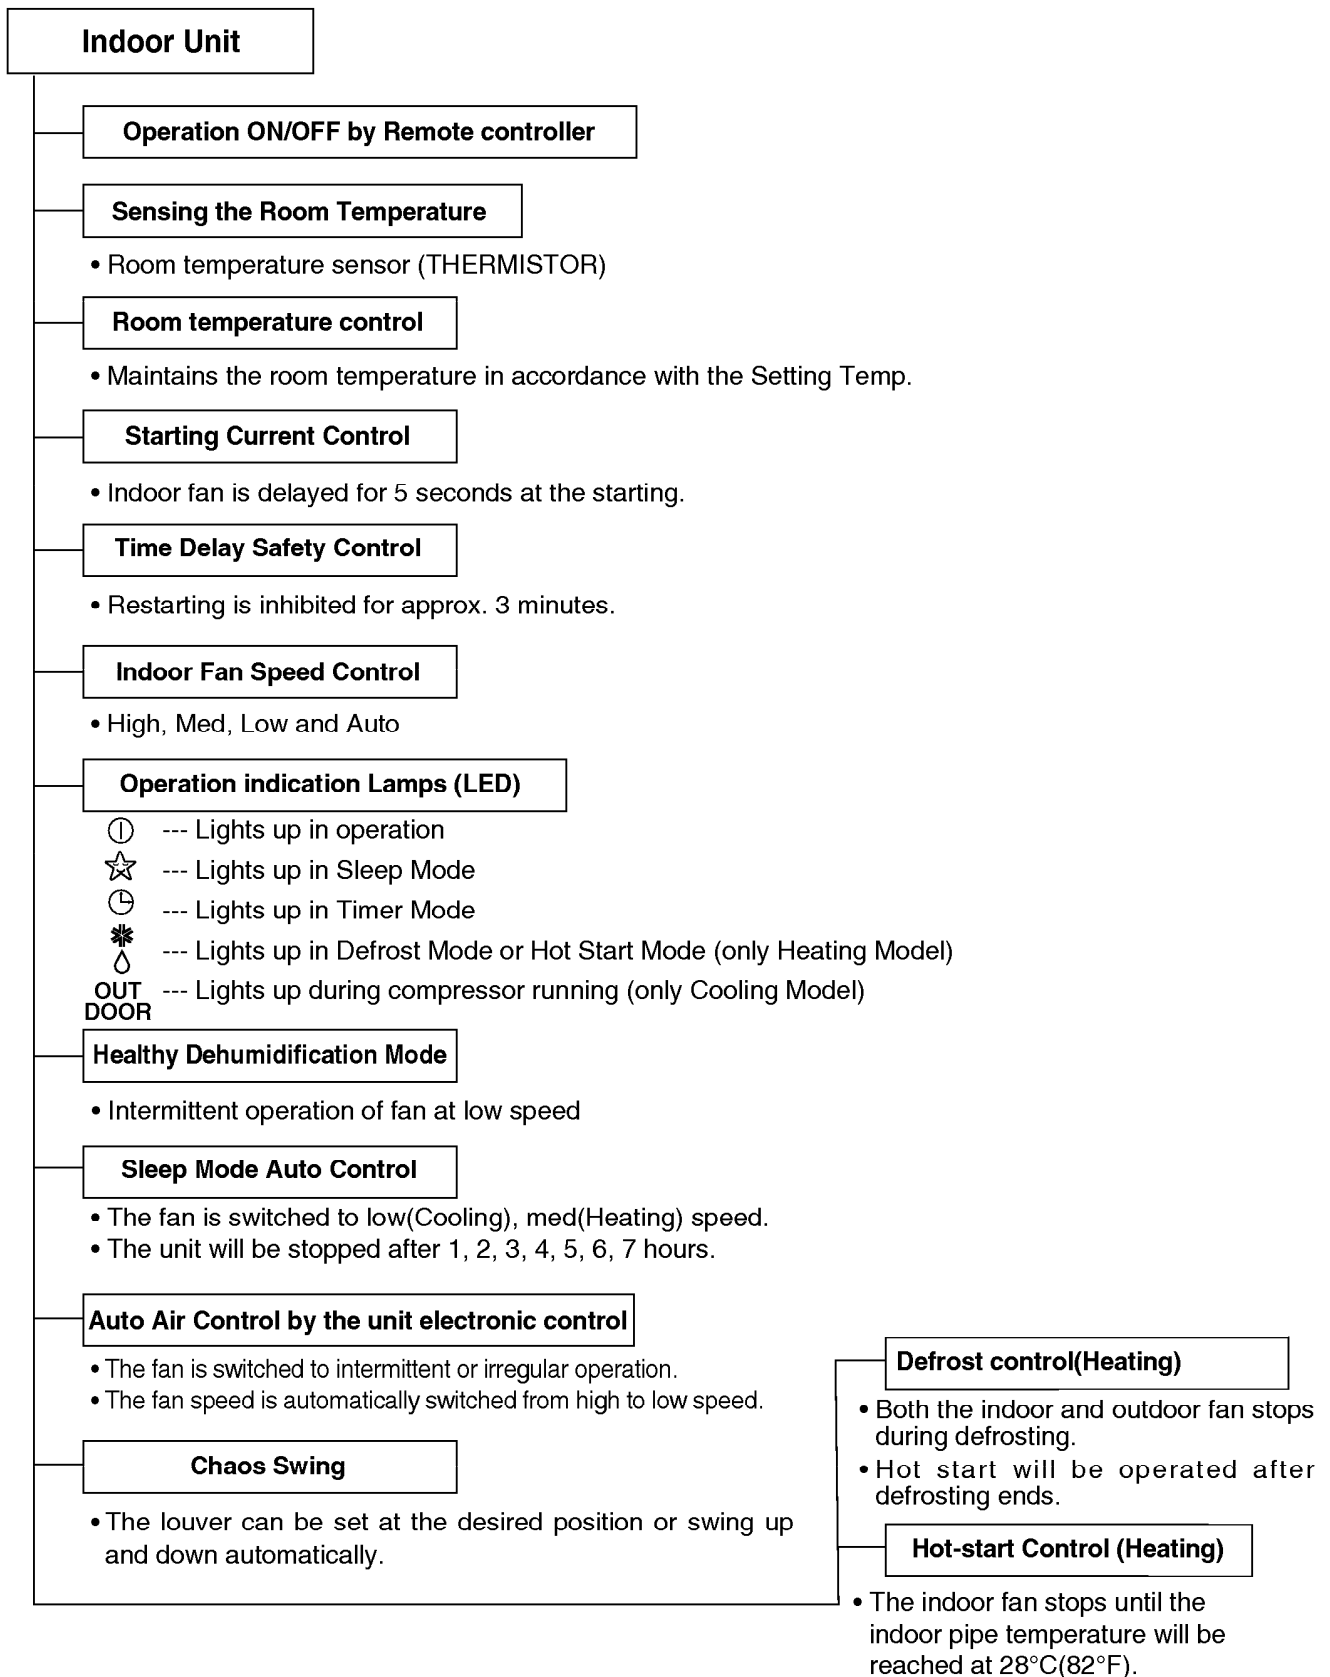 Indoor Unit
Operation ON/OFF by Remote controller
Sensing the Room Temperature
• Room temperature sensor (THERMISTOR)
Room temperature control
• Maintains the room temperature in accordance with the Setting Temp.
Starting Current Control
• Indoor fan is delayed for 5 seconds at the starting.
Time Delay Safety Control
• Restarting is inhibited for approx. 3 minutes.
Indoor Fan Speed Control
• High, Med, Low and Auto
Operation indication Lamps (LED)
--- Lights up in operation
--- Lights up in Sleep Mode
--- Lights up in Timer Mode
--- Lights up in Defrost Mode or Hot Start Mode (only Heating Model)
OUT --- Lights up during compressor running (only Cooling Model)
DOOR
Healthy Dehumidification Mode
• Intermittent operation of fan at low speed
Sleep Mode Auto Control
• The fan is switched to low(Cooling), med(Heating) speed.
• The unit will be stopped after 1, 2, 3, 4, 5, 6, 7 hours.
Auto Air Control by the unit electronic control
• The fan is switched to intermittent or irregular operation.
• The fan speed is automatically switched from high to low speed.
Chaos Swing
• The louver can be set at the desired position or swing up
and down automatically.
Defrost control(Heating)
• Both the indoor and outdoor fan stops
during defrosting.
• Hot start will be operated after
defrosting ends.
Hot-start Control (Heating)
• The indoor fan stops until the
indoor pipe temperature will be
reached at 28°C(82°F).